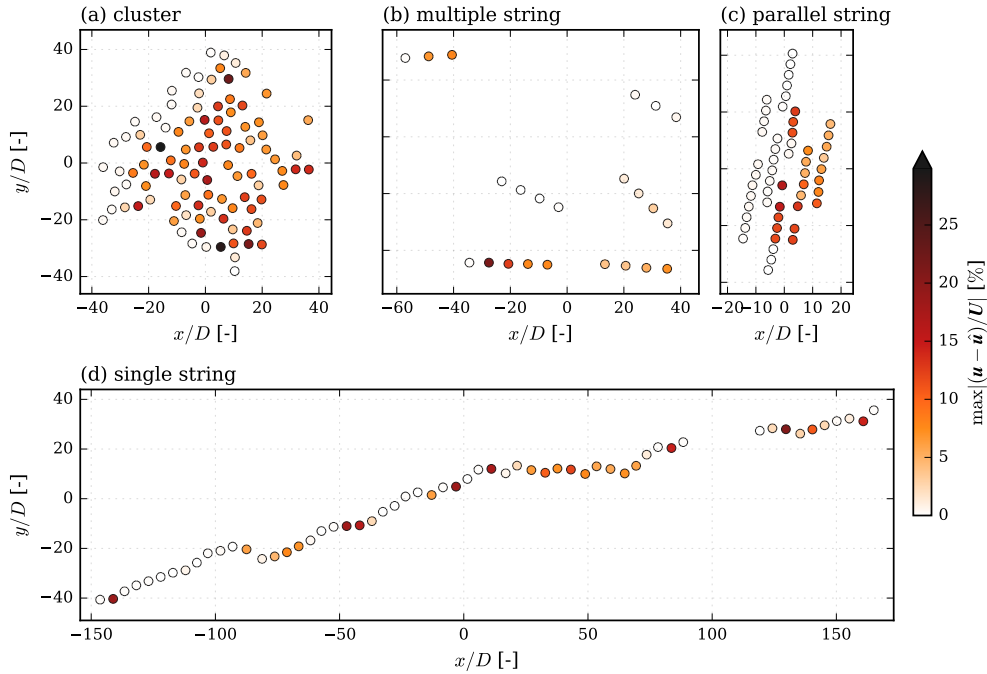 (a) cluster
(b) multiple string
(c) parallel string
40
20
0
−20
−40
y/D [-]
−40 −20 0 20 40
x/D [-]
−60 −40 −20 0 20 40
x/D [-]
−20 −10 0 10 20
x/D [-]
(d) single string
40
20
0
−20
−40
y/D [-]
−150 −100 −50 0 50 100 150
x/D [-]
25
20
15
10
5
0
max|(u − û)/U| [%]